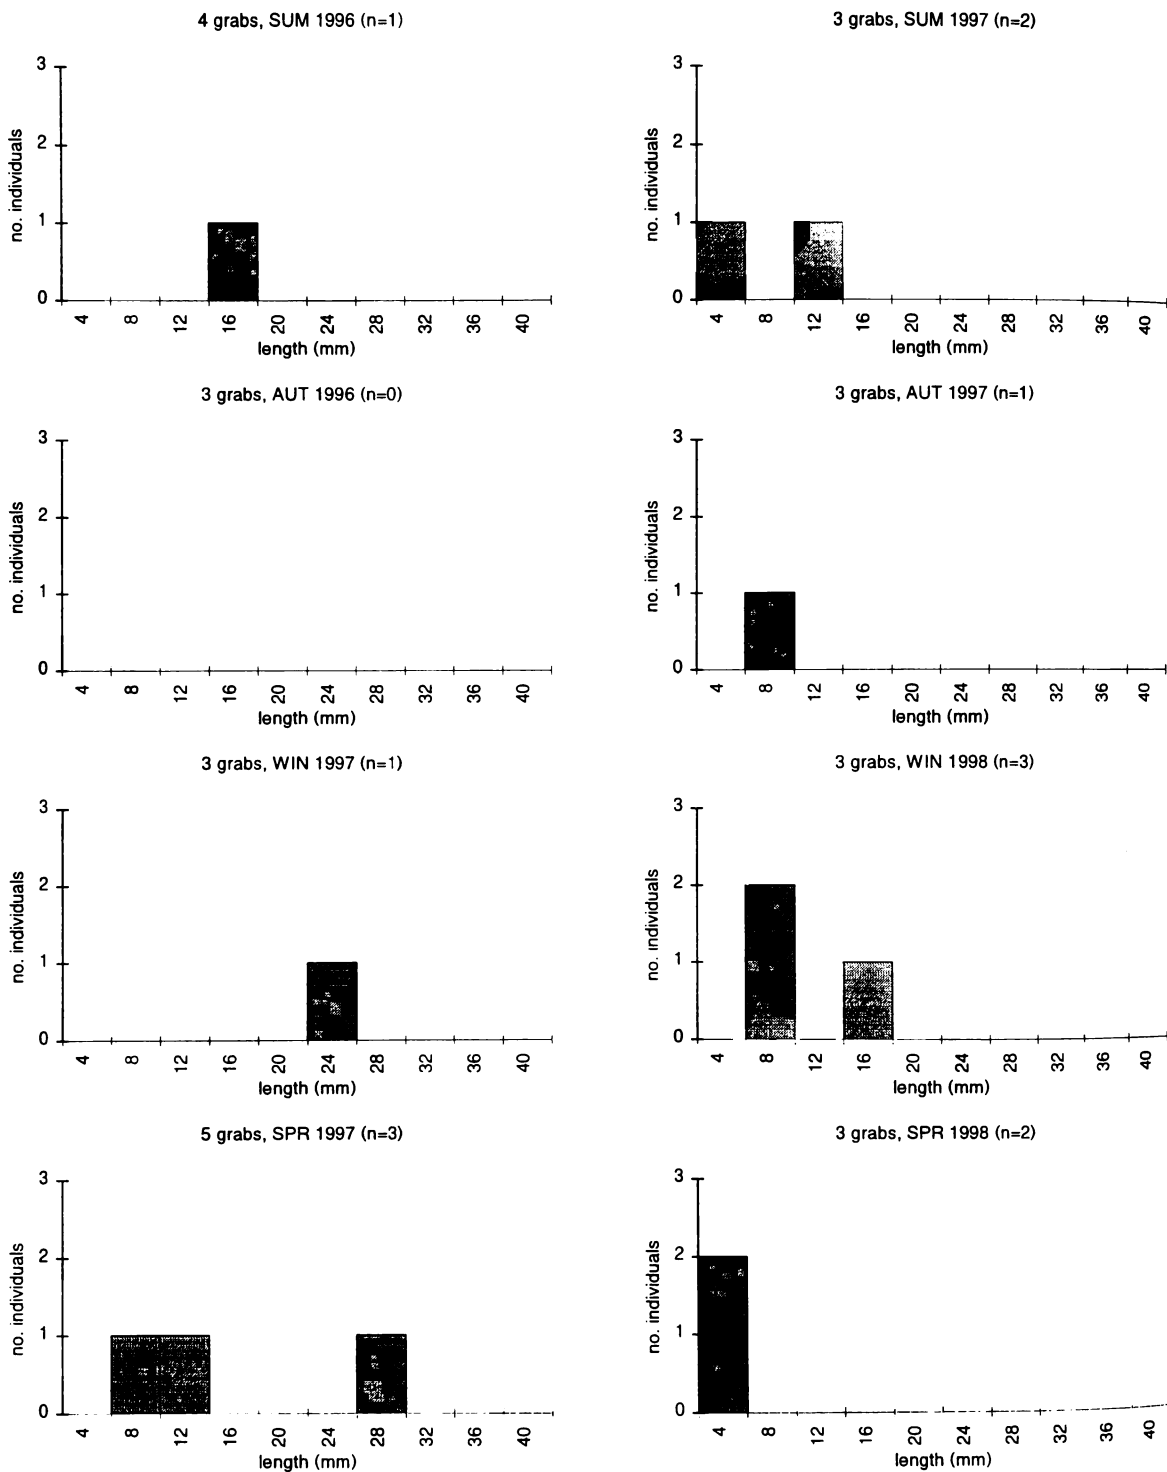 4 grabs, SUM 1996 (n=1)
3
2
1
0
no. individuals
4 8 12 16 20 24 28 32 36 40
length (mm)
3 grabs, SUM 1997 (n=2)
3
2
1
0
no. individuals
4 8 12 16 20 24 28 32 36 40
length (mm)
3 grabs, AUT 1996 (n=0)
3
2
1
0
no. individuals
4 8 12 16 20 24 28 32 36 40
length (mm)
3 grabs, AUT 1997 (n=1)
3
2
1
0
no. individuals
4 8 12 16 20 24 28 32 36 40
length (mm)
3 grabs, WIN 1997 (n=1)
3
2
1
0
no. individuals
4 8 12 16 20 24 28 32 36 40
length (mm)
3 grabs, WIN 1998 (n=3)
3
2
1
0
no. individuals
4 8 12 16 20 24 28 32 36 40
length (mm)
5 grabs, SPR 1997 (n=3)
3
2
1
0
no. individuals
4 8 12 16 20 24 28 32 36 40
length (mm)
3 grabs, SPR 1998 (n=2)
3
2
1
0
no. individuals
4 8 12 16 20 24 28 32 36 40
length (mm)